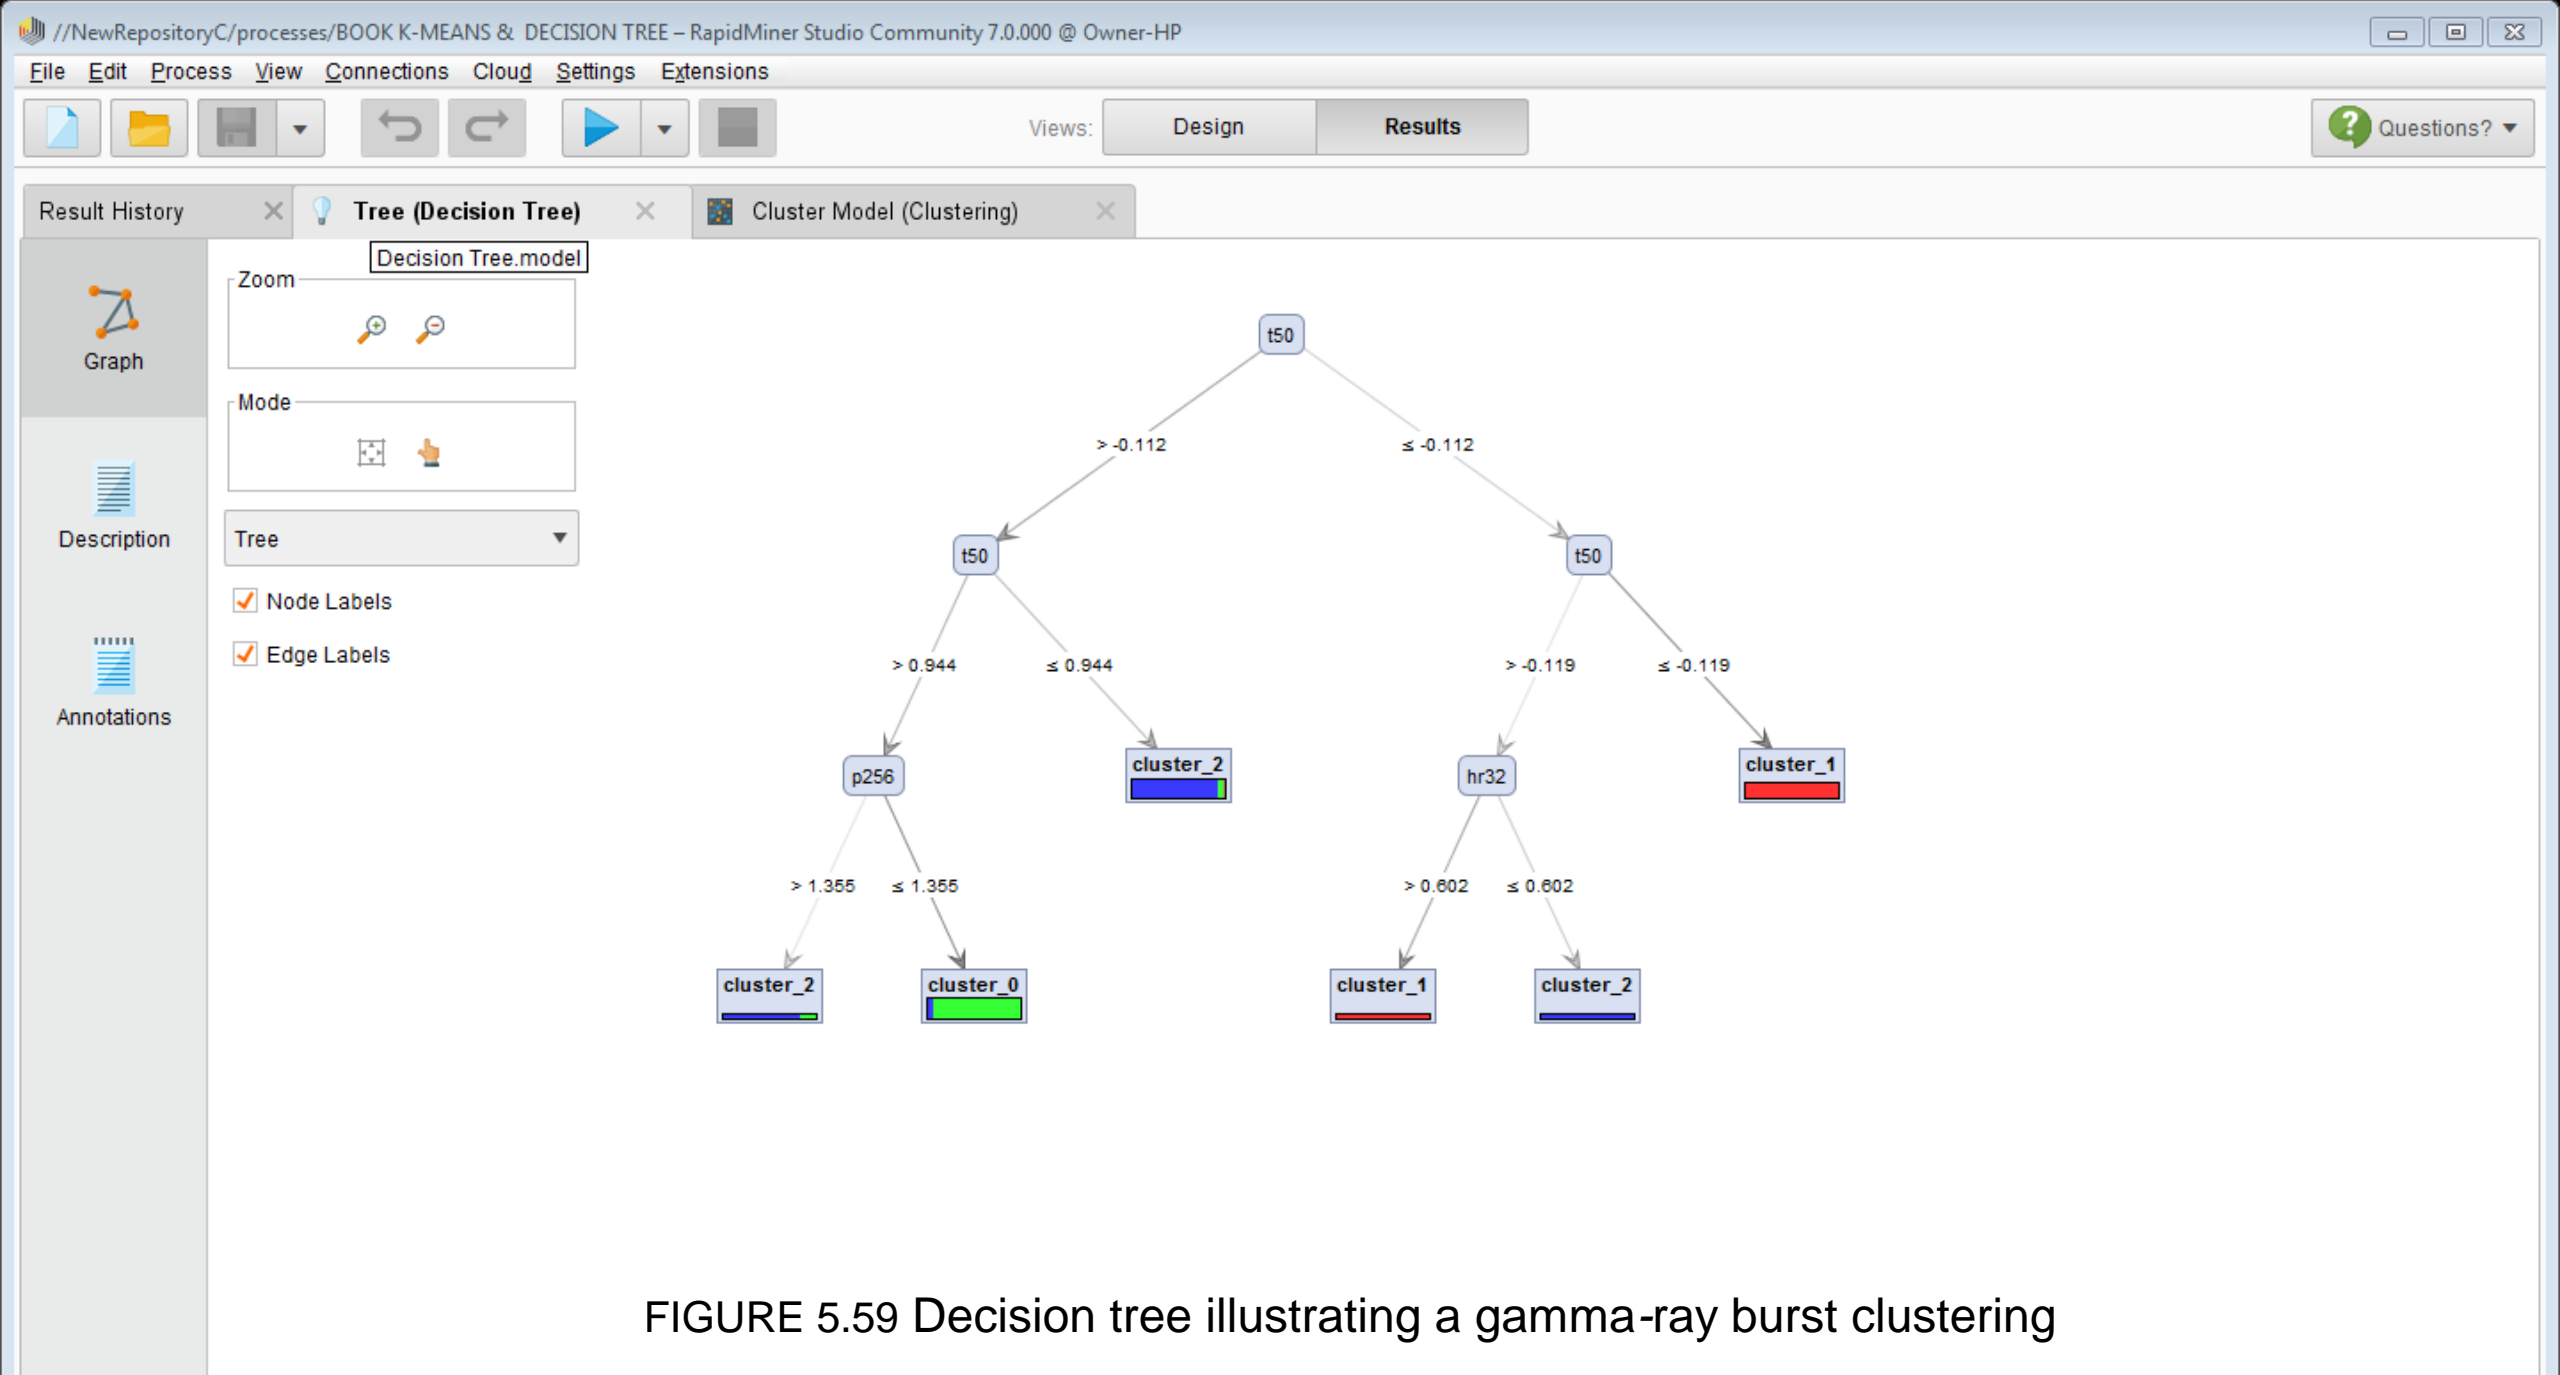 //NewRepositoryC/processes/BOOK K-MEANS &  DECISION TREE – RapidMiner Studio Community 7.0.000 @ Owner-HP
File Edit Process View Connections Cloud Settings Extensions
Views: Design Results Questions?
Result History Tree (Decision Tree) Cluster Model (Clustering)
Decision Tree.model
Zoom
Graph
Mode
Description
Tree
Node Labels
Edge Labels
Annotations
t50
> -0.112 ≤ -0.112
t50 t50
> 0.944 ≤ 0.944 > -0.119 ≤ -0.119
p256 cluster_2 hr32 cluster_1
> 1.355 ≤ 1.355 > 0.602 ≤ 0.602
cluster_2 cluster_0 cluster_1 cluster_2
FIGURE 5.59 Decision tree illustrating a gamma-ray burst clustering